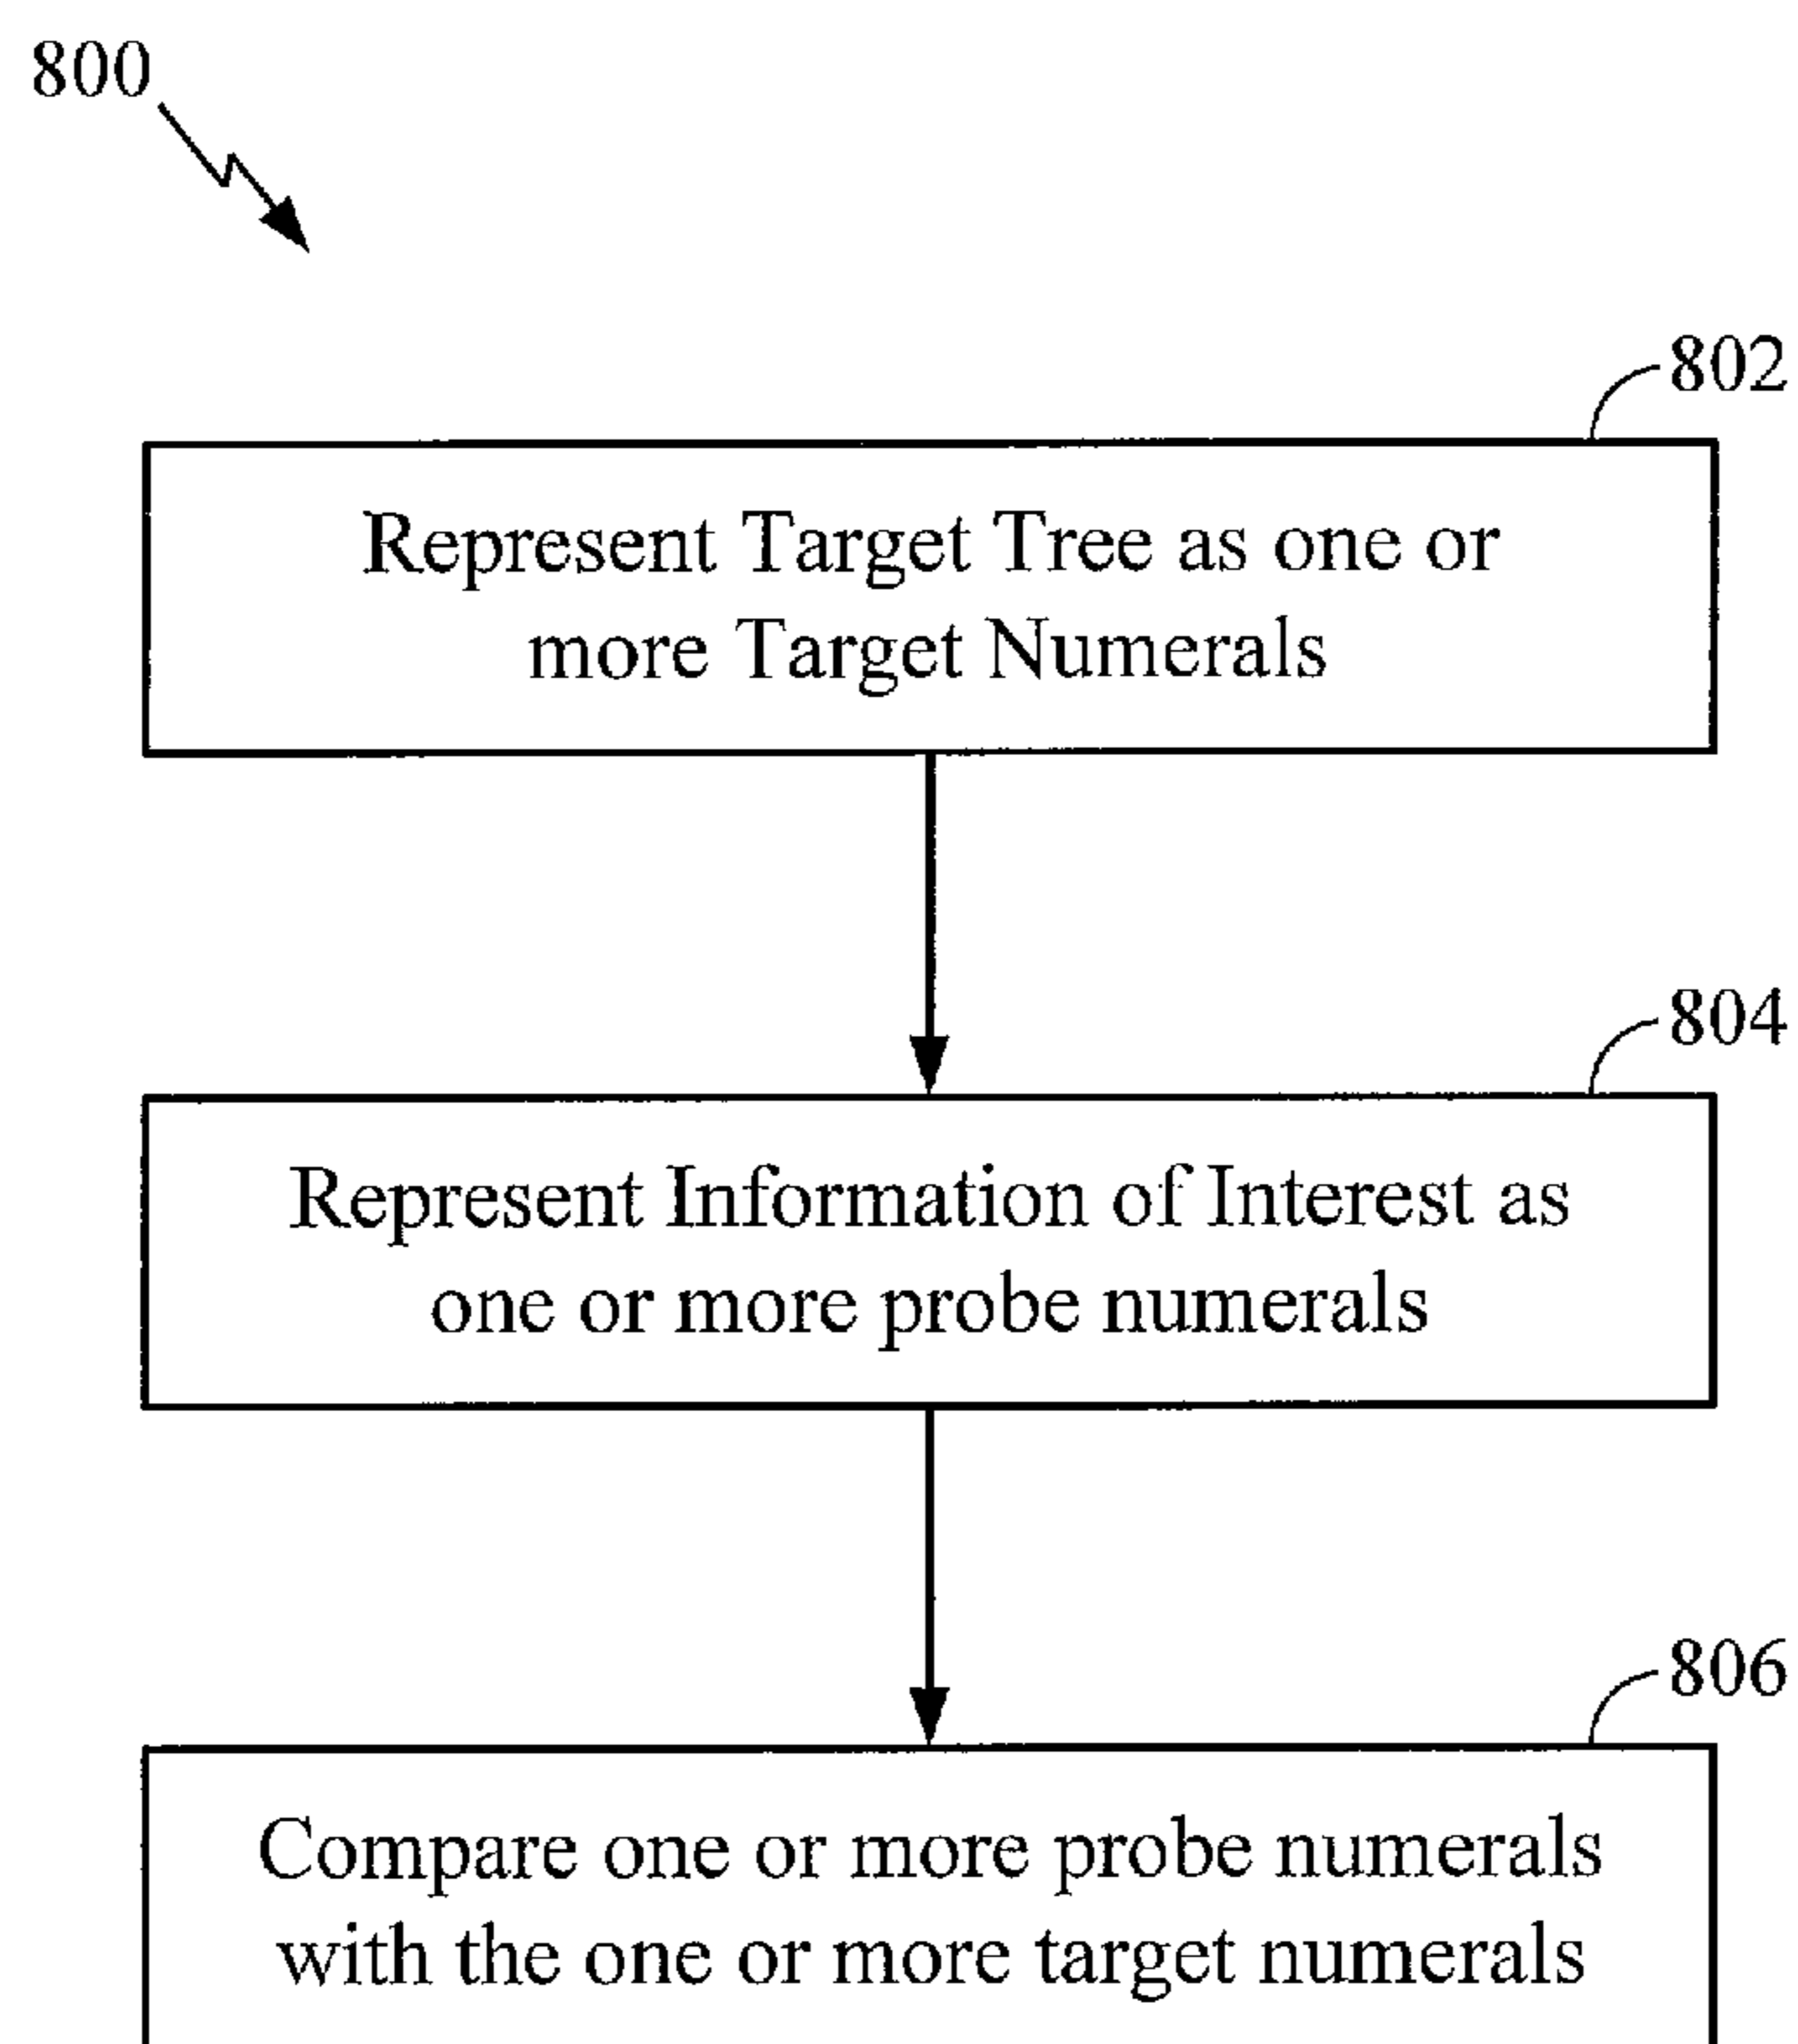 800
802
Represent Target Tree as one or
more Target Numerals
804
Represent Information of Interest as
one or more probe numerals
806
Compare one or more probe numerals
with the one or more target numerals